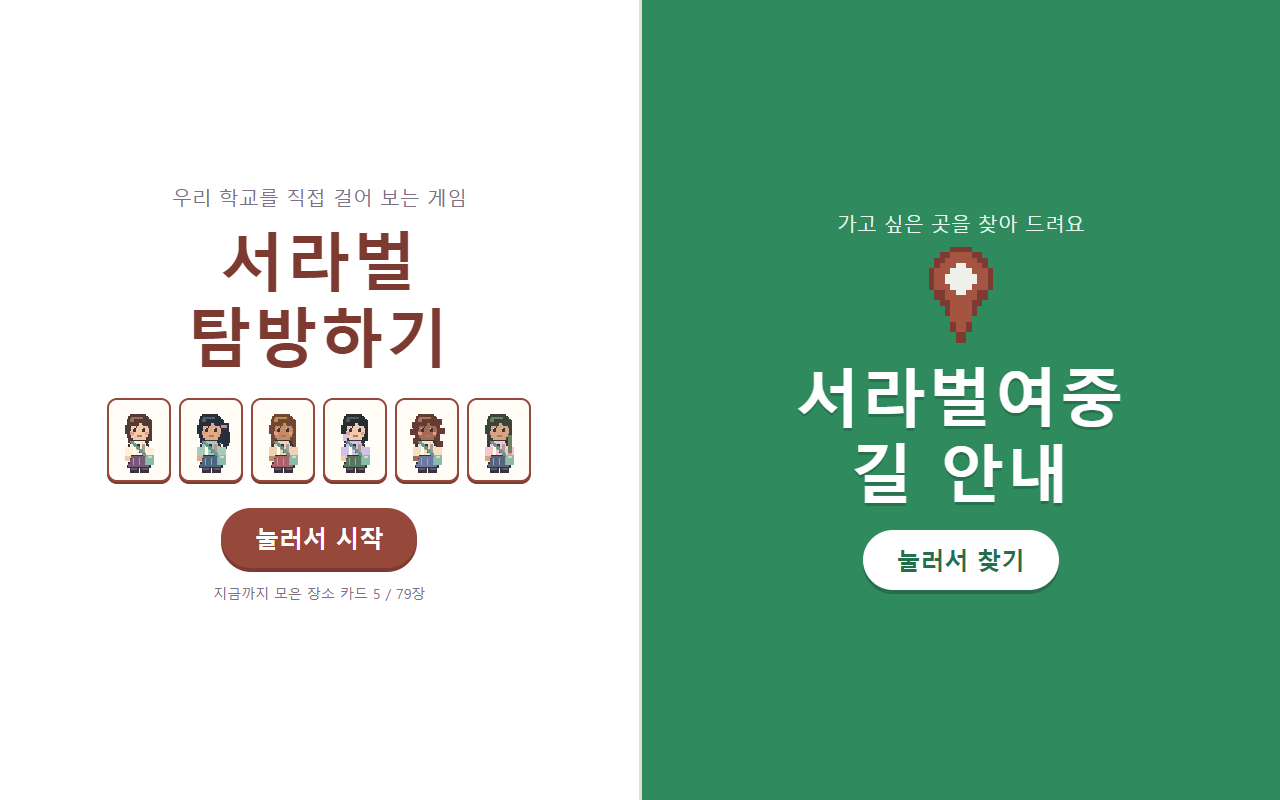 우리 학교를 직접 걸어 보는 게임
서라벌
탐방하기
눌러서 시작
지금까지 모은 장소 카드 5 / 79장
가고 싶은 곳을 찾아 드려요
서라벌여중
길 안내
눌러서 찾기